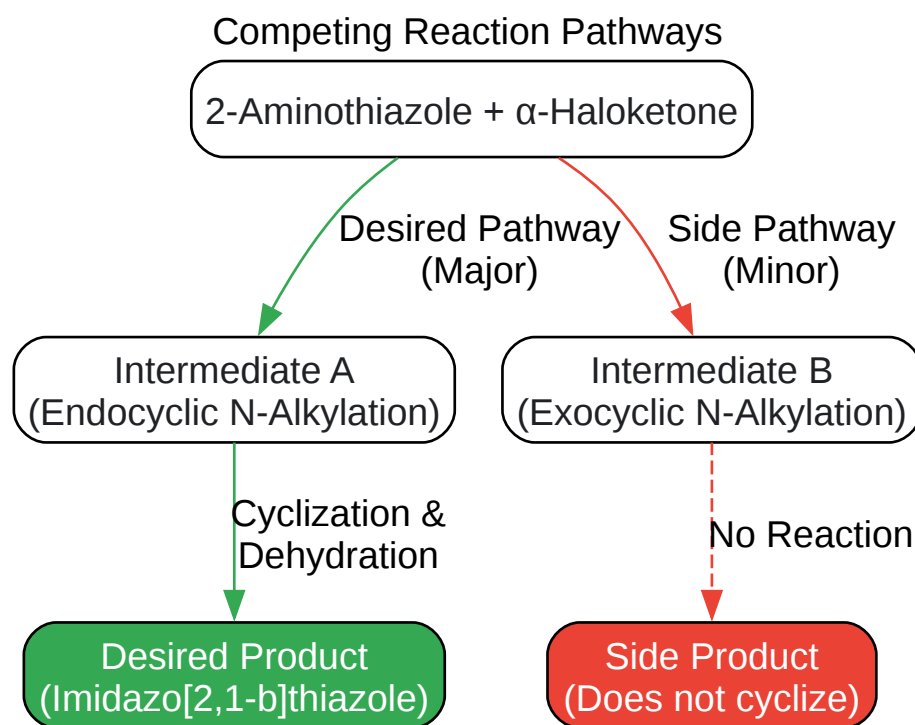 Competing Reaction Pathways
2-Aminothiazole + α-Haloketone
Desired Pathway
(Major)
Side Pathway
(Minor)
Intermediate A
(Endocyclic N-Alkylation)
Intermediate B
(Exocyclic N-Alkylation)
Cyclization &
Dehydration
No Reaction
Desired Product
(Imidazo[2,1-b]thiazole)
Side Product
(Does not cyclize)